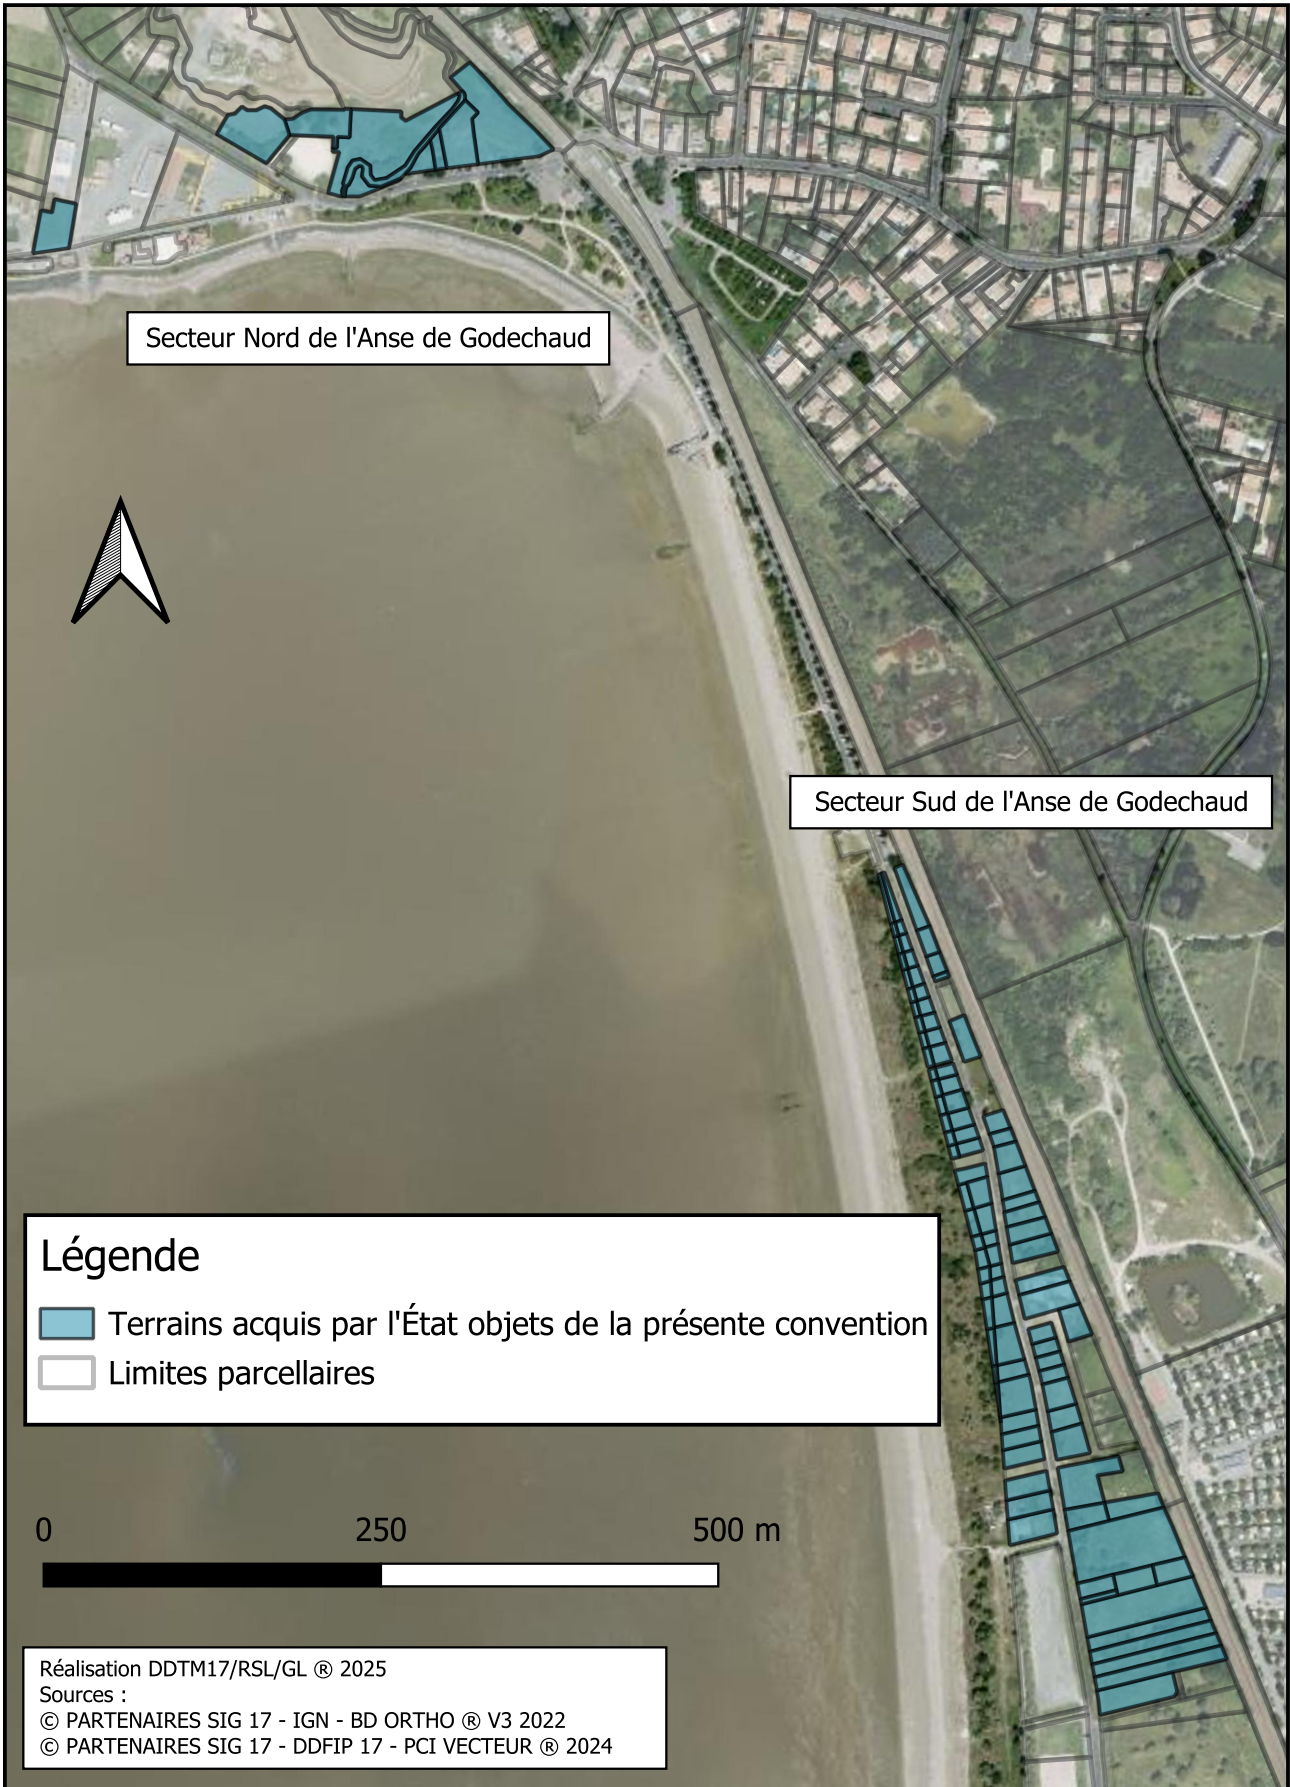 Secteur Nord de l'Anse de Godechaud
Secteur Sud de l'Anse de Godechaud
Légende
Terrains acquis par l'État objets de la présente convention
Limites parcellaires
0 250 500 m
Réalisation DDTM17/RSL/GL ® 2025
Sources :
© PARTENAIRES SIG 17 - IGN - BD ORTHO ® V3 2022
© PARTENAIRES SIG 17 - DDFIP 17 - PCI VECTEUR ® 2024